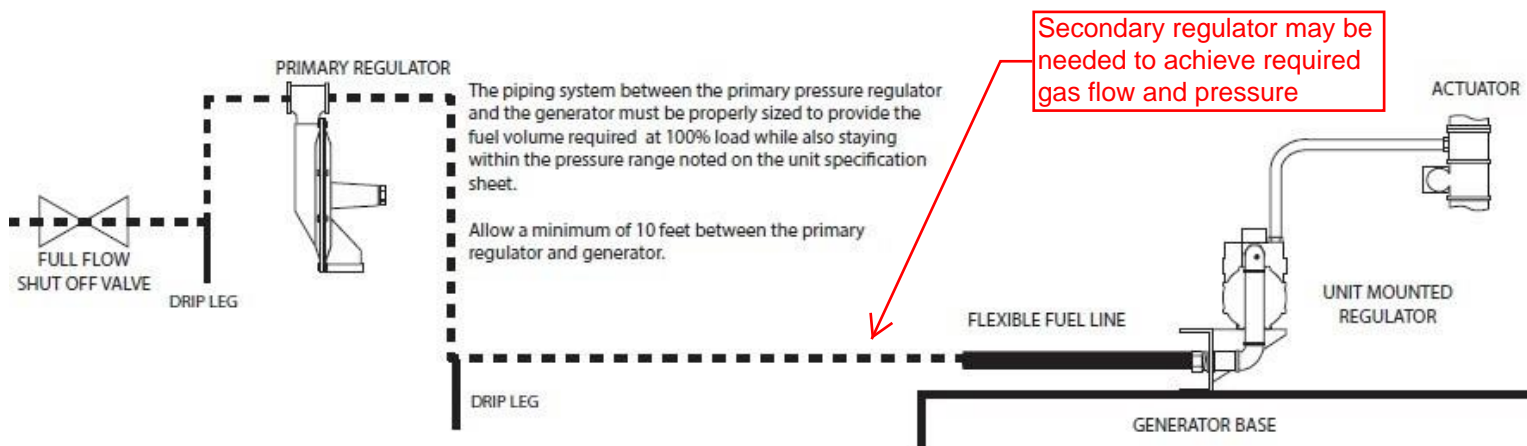 Secondary regulator may be
needed to achieve required
gas flow and pressure
PRIMARY REGULATOR
The piping system between the primary pressure regulator
and the generator must be properly sized to provide the
fuel volume required at 100% load while also staying
within the pressure range noted on the unit specification
sheet.
Allow a minimum of 10 feet between the primary
regulator and generator.
ACTUATOR
FULL FLOW
SHUT OFF VALVE
DRIP LEG
FLEXIBLE FUEL LINE
UNIT MOUNTED
REGULATOR
DRIP LEG
GENERATOR BASE